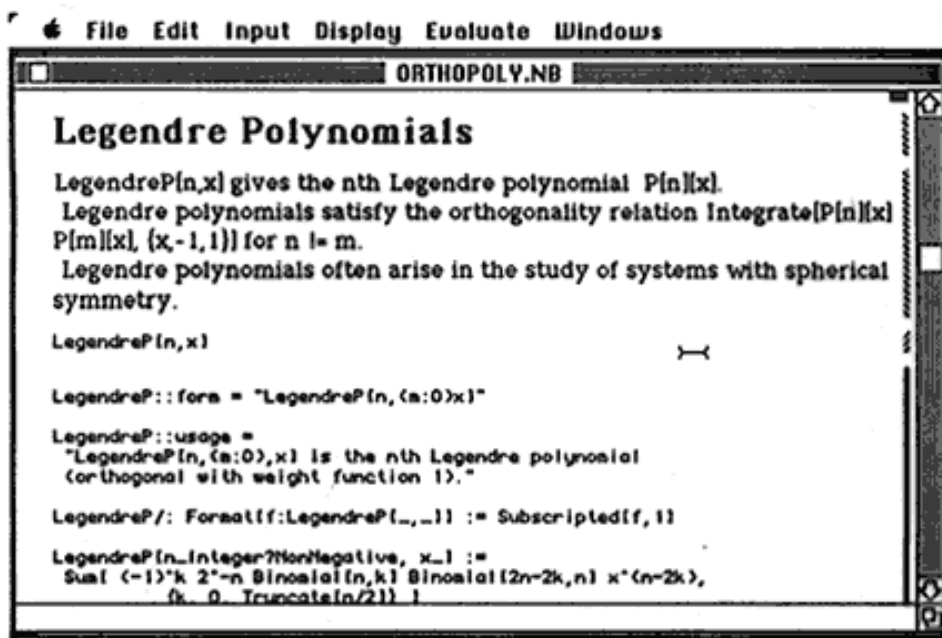 File Edit Input Display Evaluate Windows
ORTHOPOLY.NB
Legendre Polynomials
LegendreP[n,x] gives the nth Legendre polynomial P[n][x].
Legendre polynomials satisfy the orthogonality relation Integrate[P[n][x]
P[m][x], {x,-1,1}] for n != m.
Legendre polynomials often arise in the study of systems with spherical
symmetry.
LegendreP[n,x]
LegendreP::form = "LegendreP[n,{m:0}x]"
LegendreP::usage =
"LegendreP[n,{m:0},x] is the nth Legendre polynomial
(orthogonal with weight function 1)."
LegendreP/: Format[f:LegendreP[_,_]] := Subscripted[f,1]
LegendreP[n_Integer?NonNegative, x_] :=
Sum[ (-1)^k 2^-n Binomial[n,k] Binomial[2n-2k,n] x^(n-2k),
{k, 0, Truncate[n/2]} ]